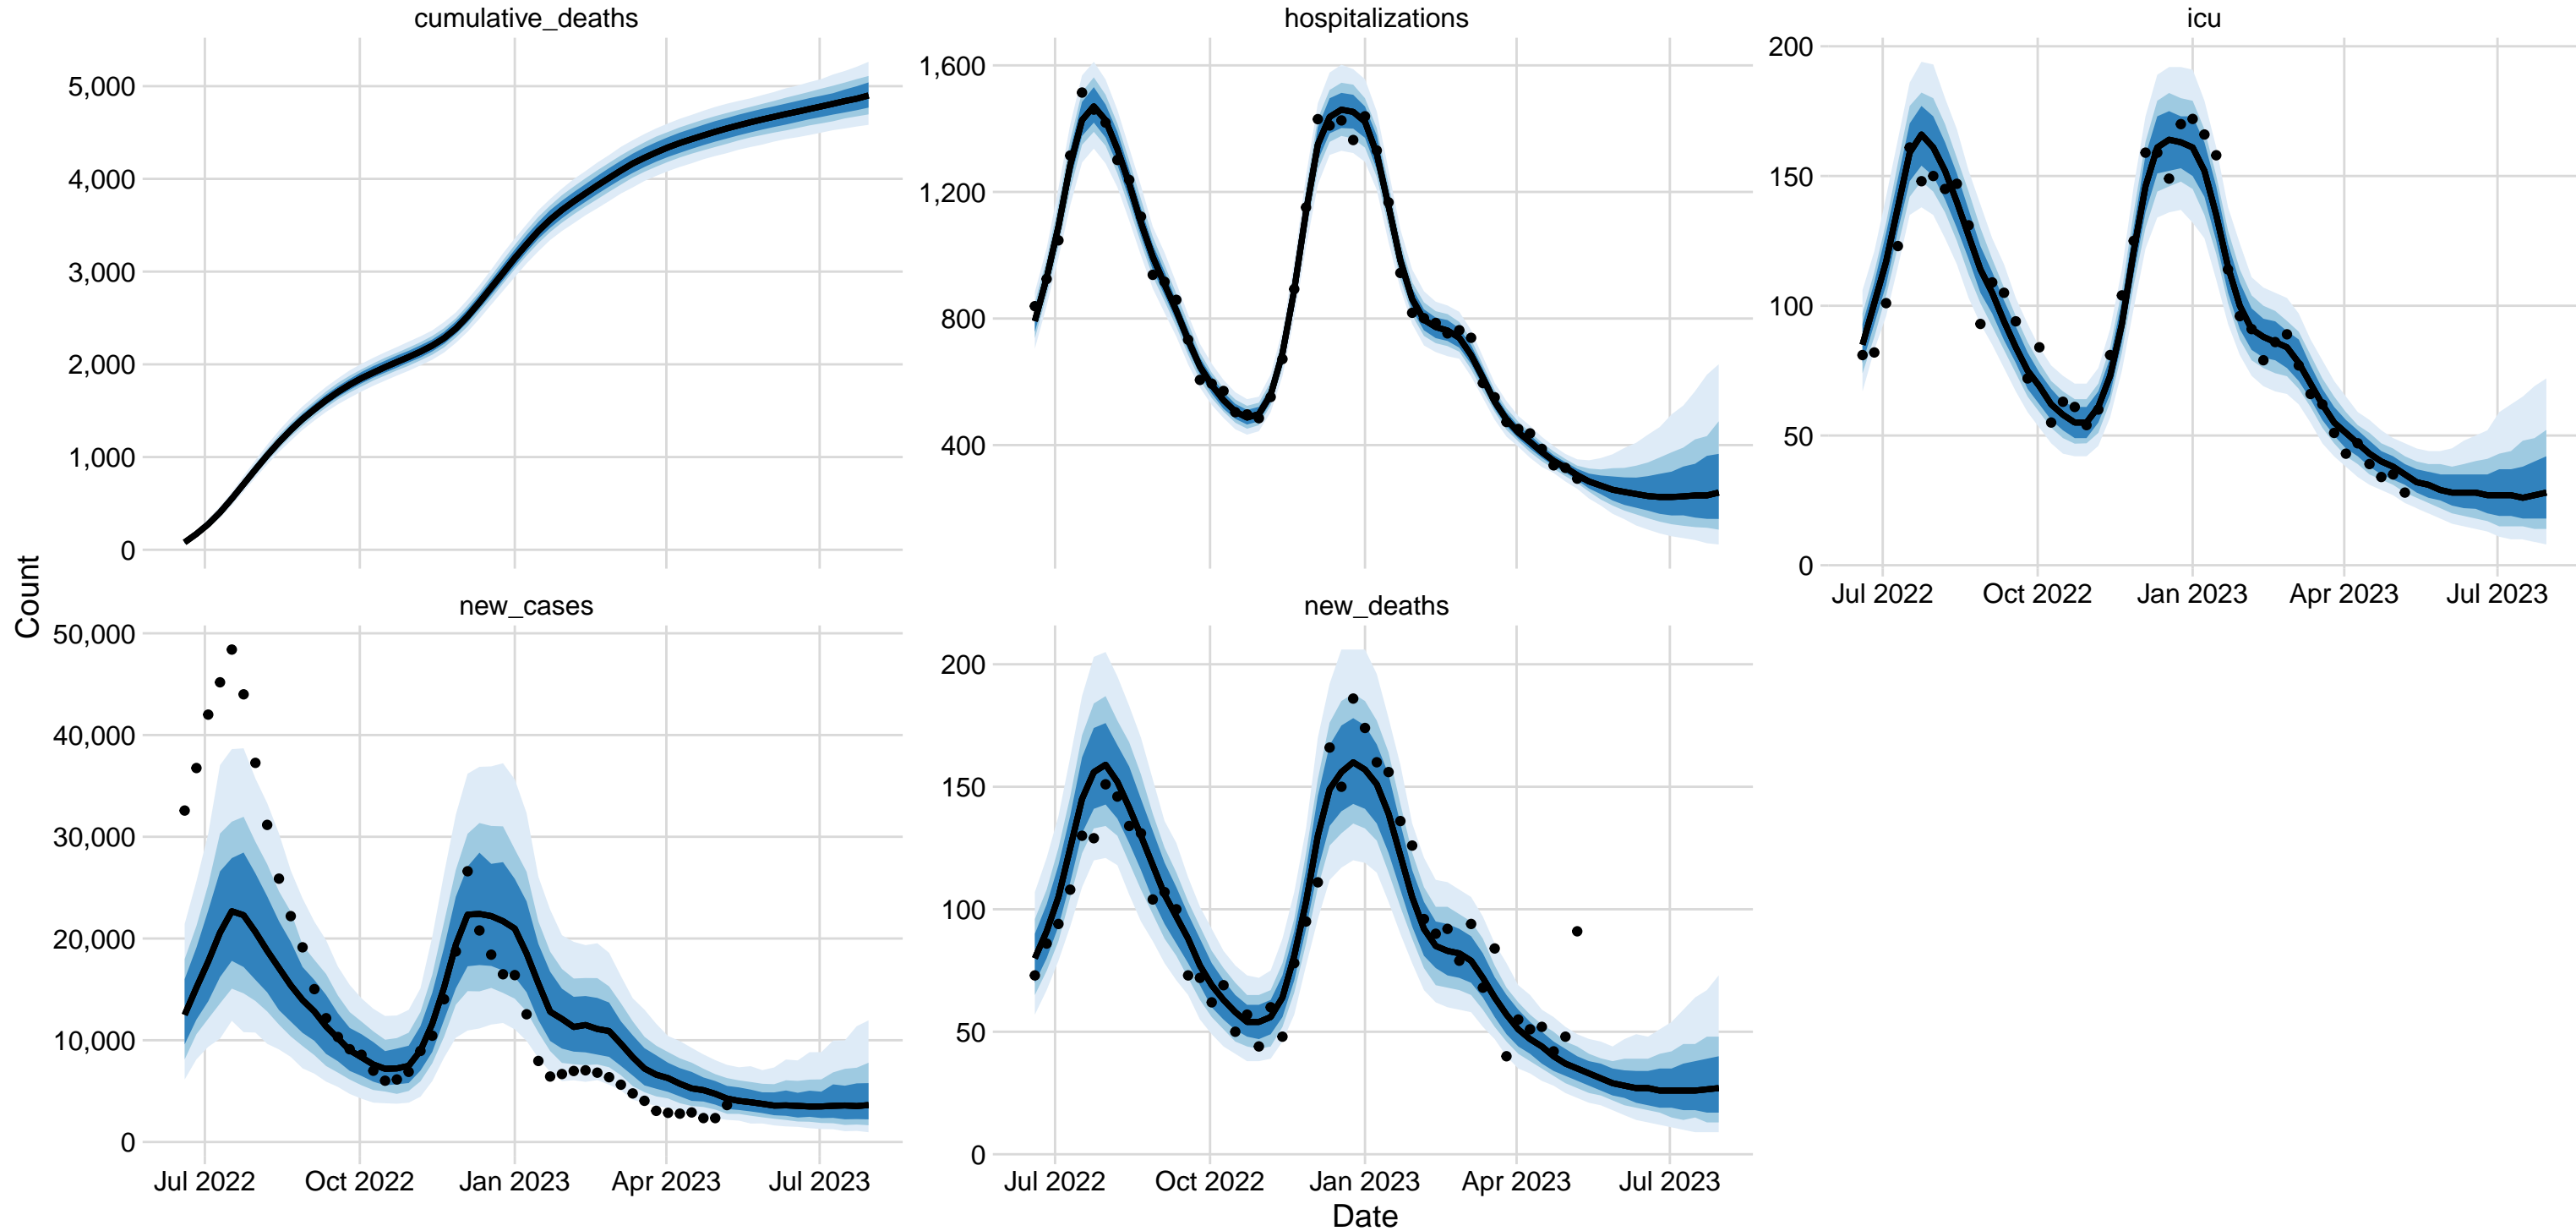 cumulative_deaths
hospitalizations
icu
5,000
4,000
3,000
2,000
1,000
0
1,600
1,200
800
400
200
150
100
50
0
Jul 2022 Oct 2022 Jan 2023 Apr 2023 Jul 2023
Count
new_cases
new_deaths
50,000
40,000
30,000
20,000
10,000
0
200
150
100
50
0
Jul 2022 Oct 2022 Jan 2023 Apr 2023 Jul 2023
Jul 2022 Oct 2022 Jan 2023 Apr 2023 Jul 2023
Date